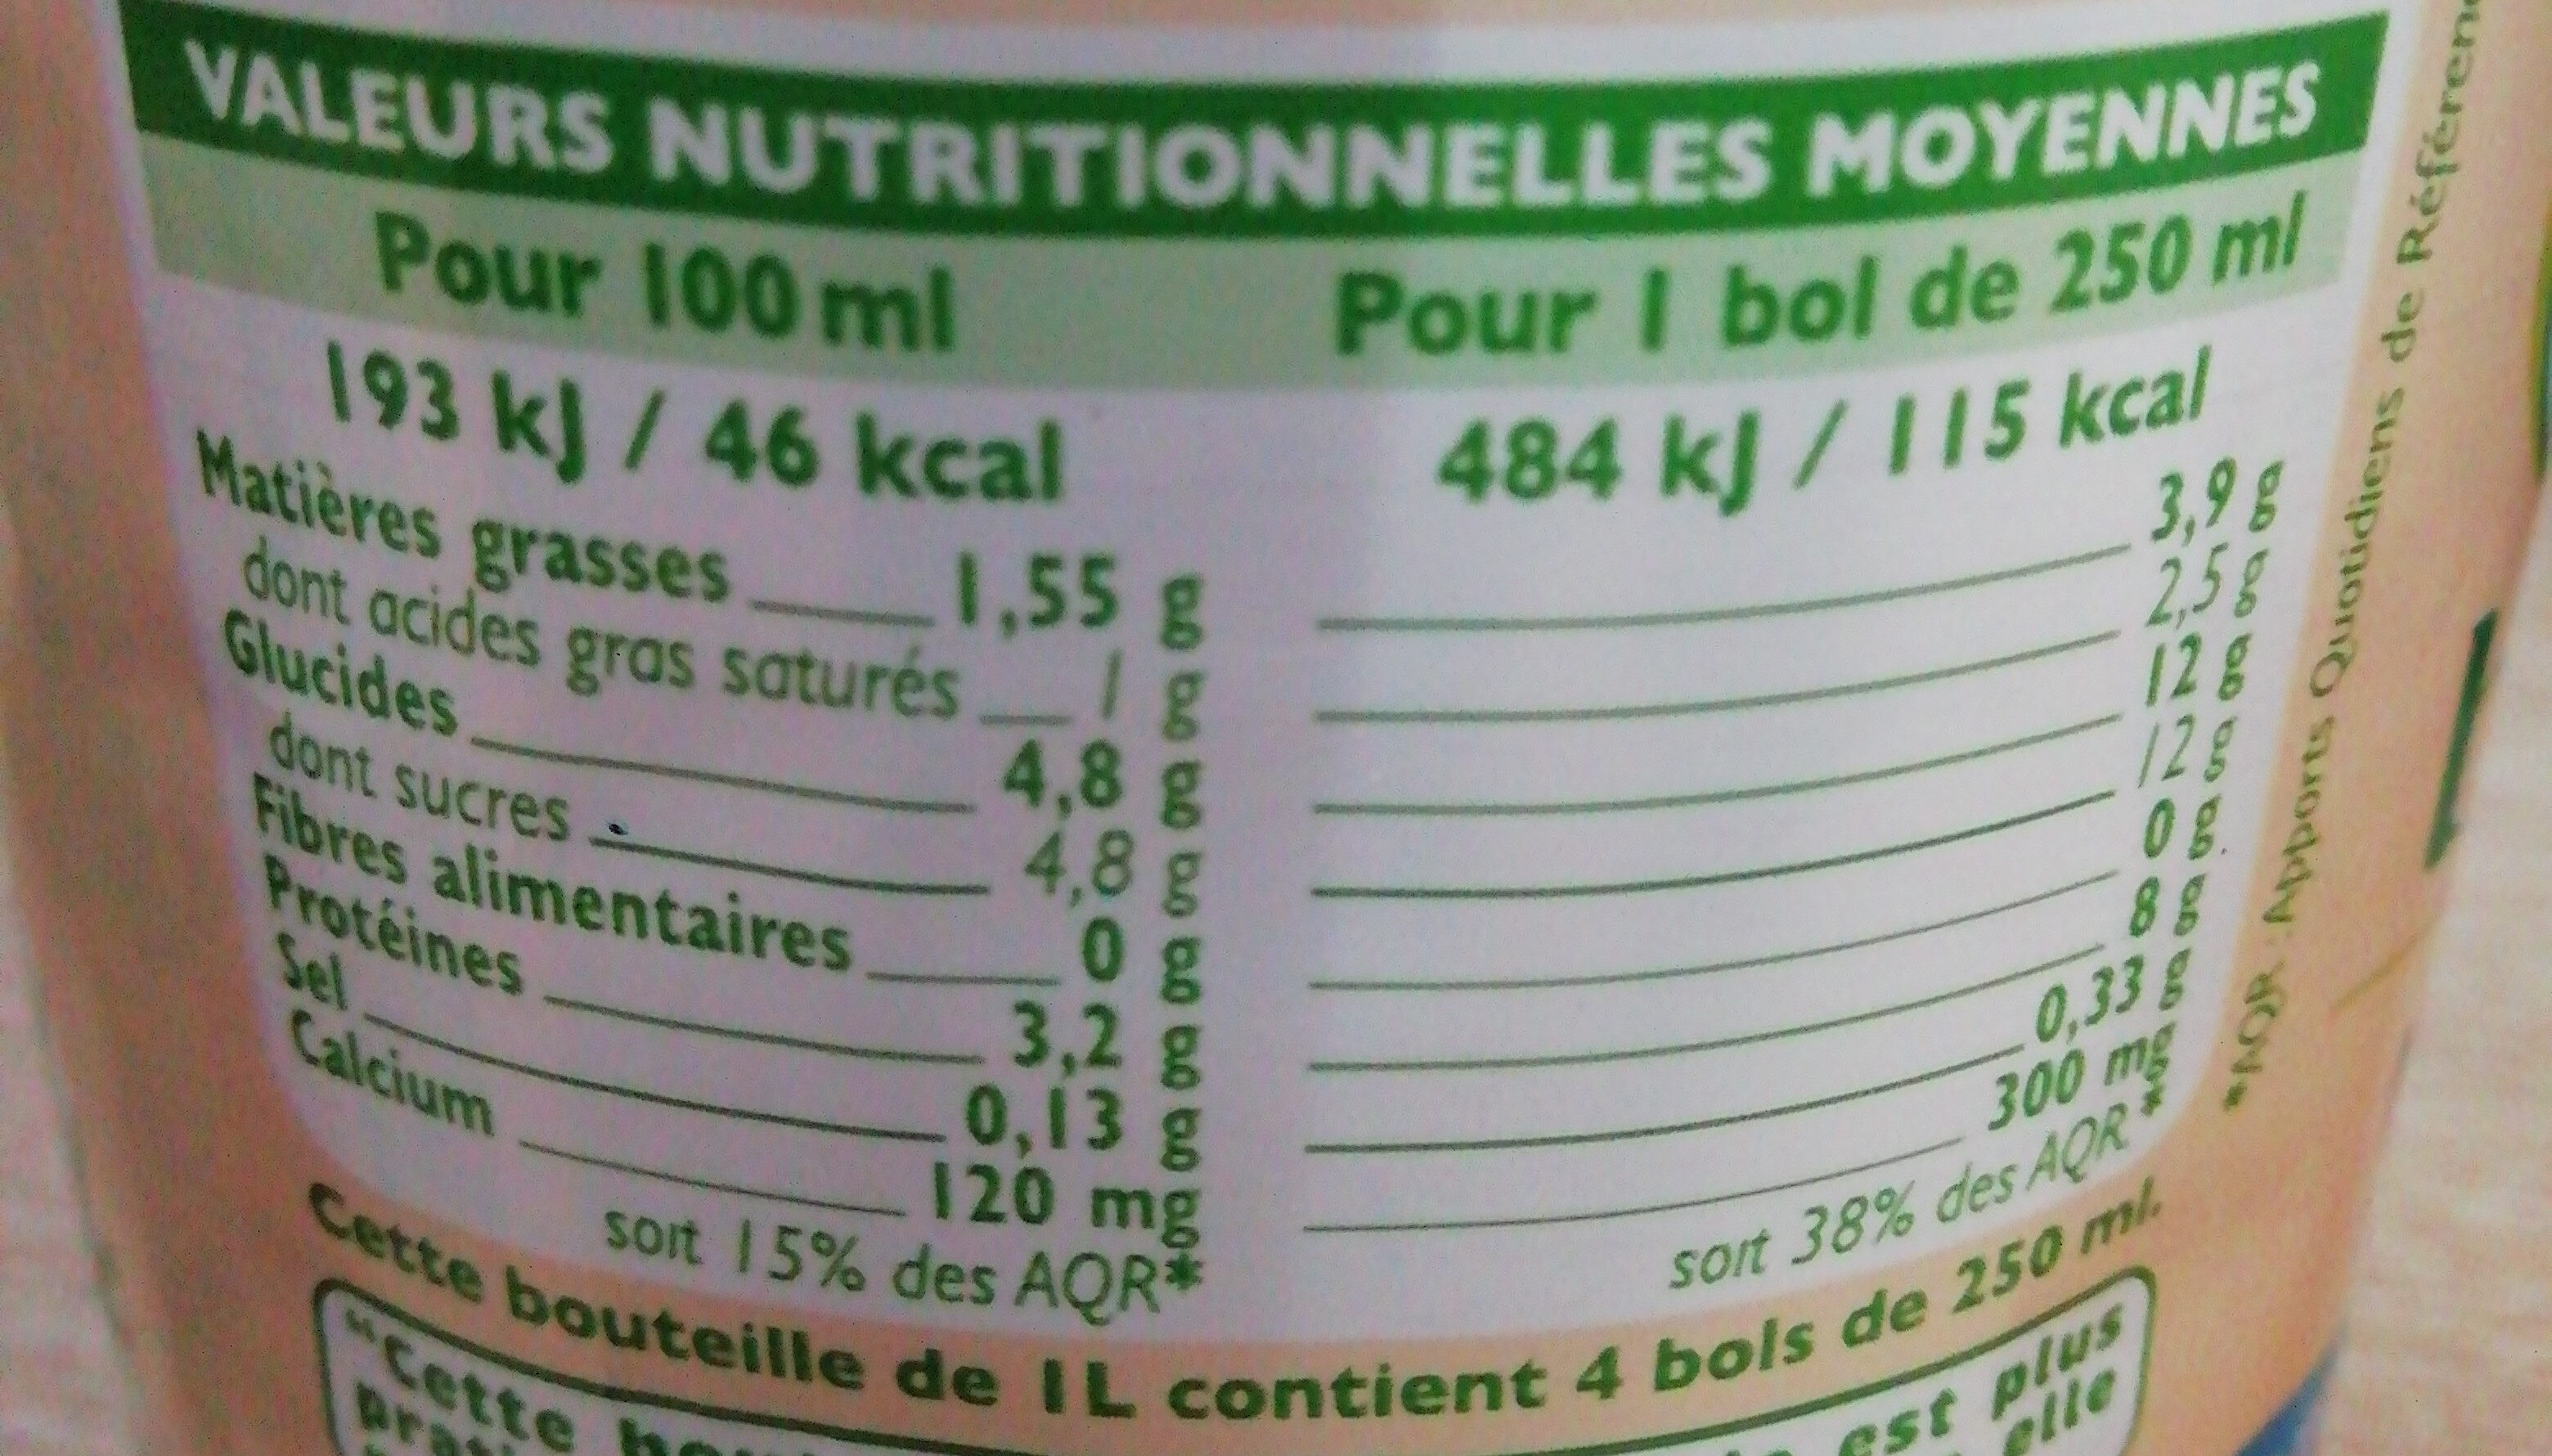 VALEURS NUTRITIONNELLES MOYENNES
Pour 100 ml Pour 1 bol de 250 ml
193 kJ / 46 kcal 484 kJ / 115 kcal
Matières grasses 1,55 g 3,9 g
dont acides gras saturés 1 g 2,5 g
Glucides 4,8 g 12 g
dont sucres 4,8 g 12 g
Fibres alimentaires 0 g 0 g
Protéines 3,2 g 8 g
Sel 0,13 g 0,33 g
Calcium 120 mg 300 mg
soit 15% des AQR* soit 38% des AQR*
Cette bouteille de 1L contient 4 bols de 250 ml.
"Cette est plus
elle
*AQR : Apports Quotidiens de